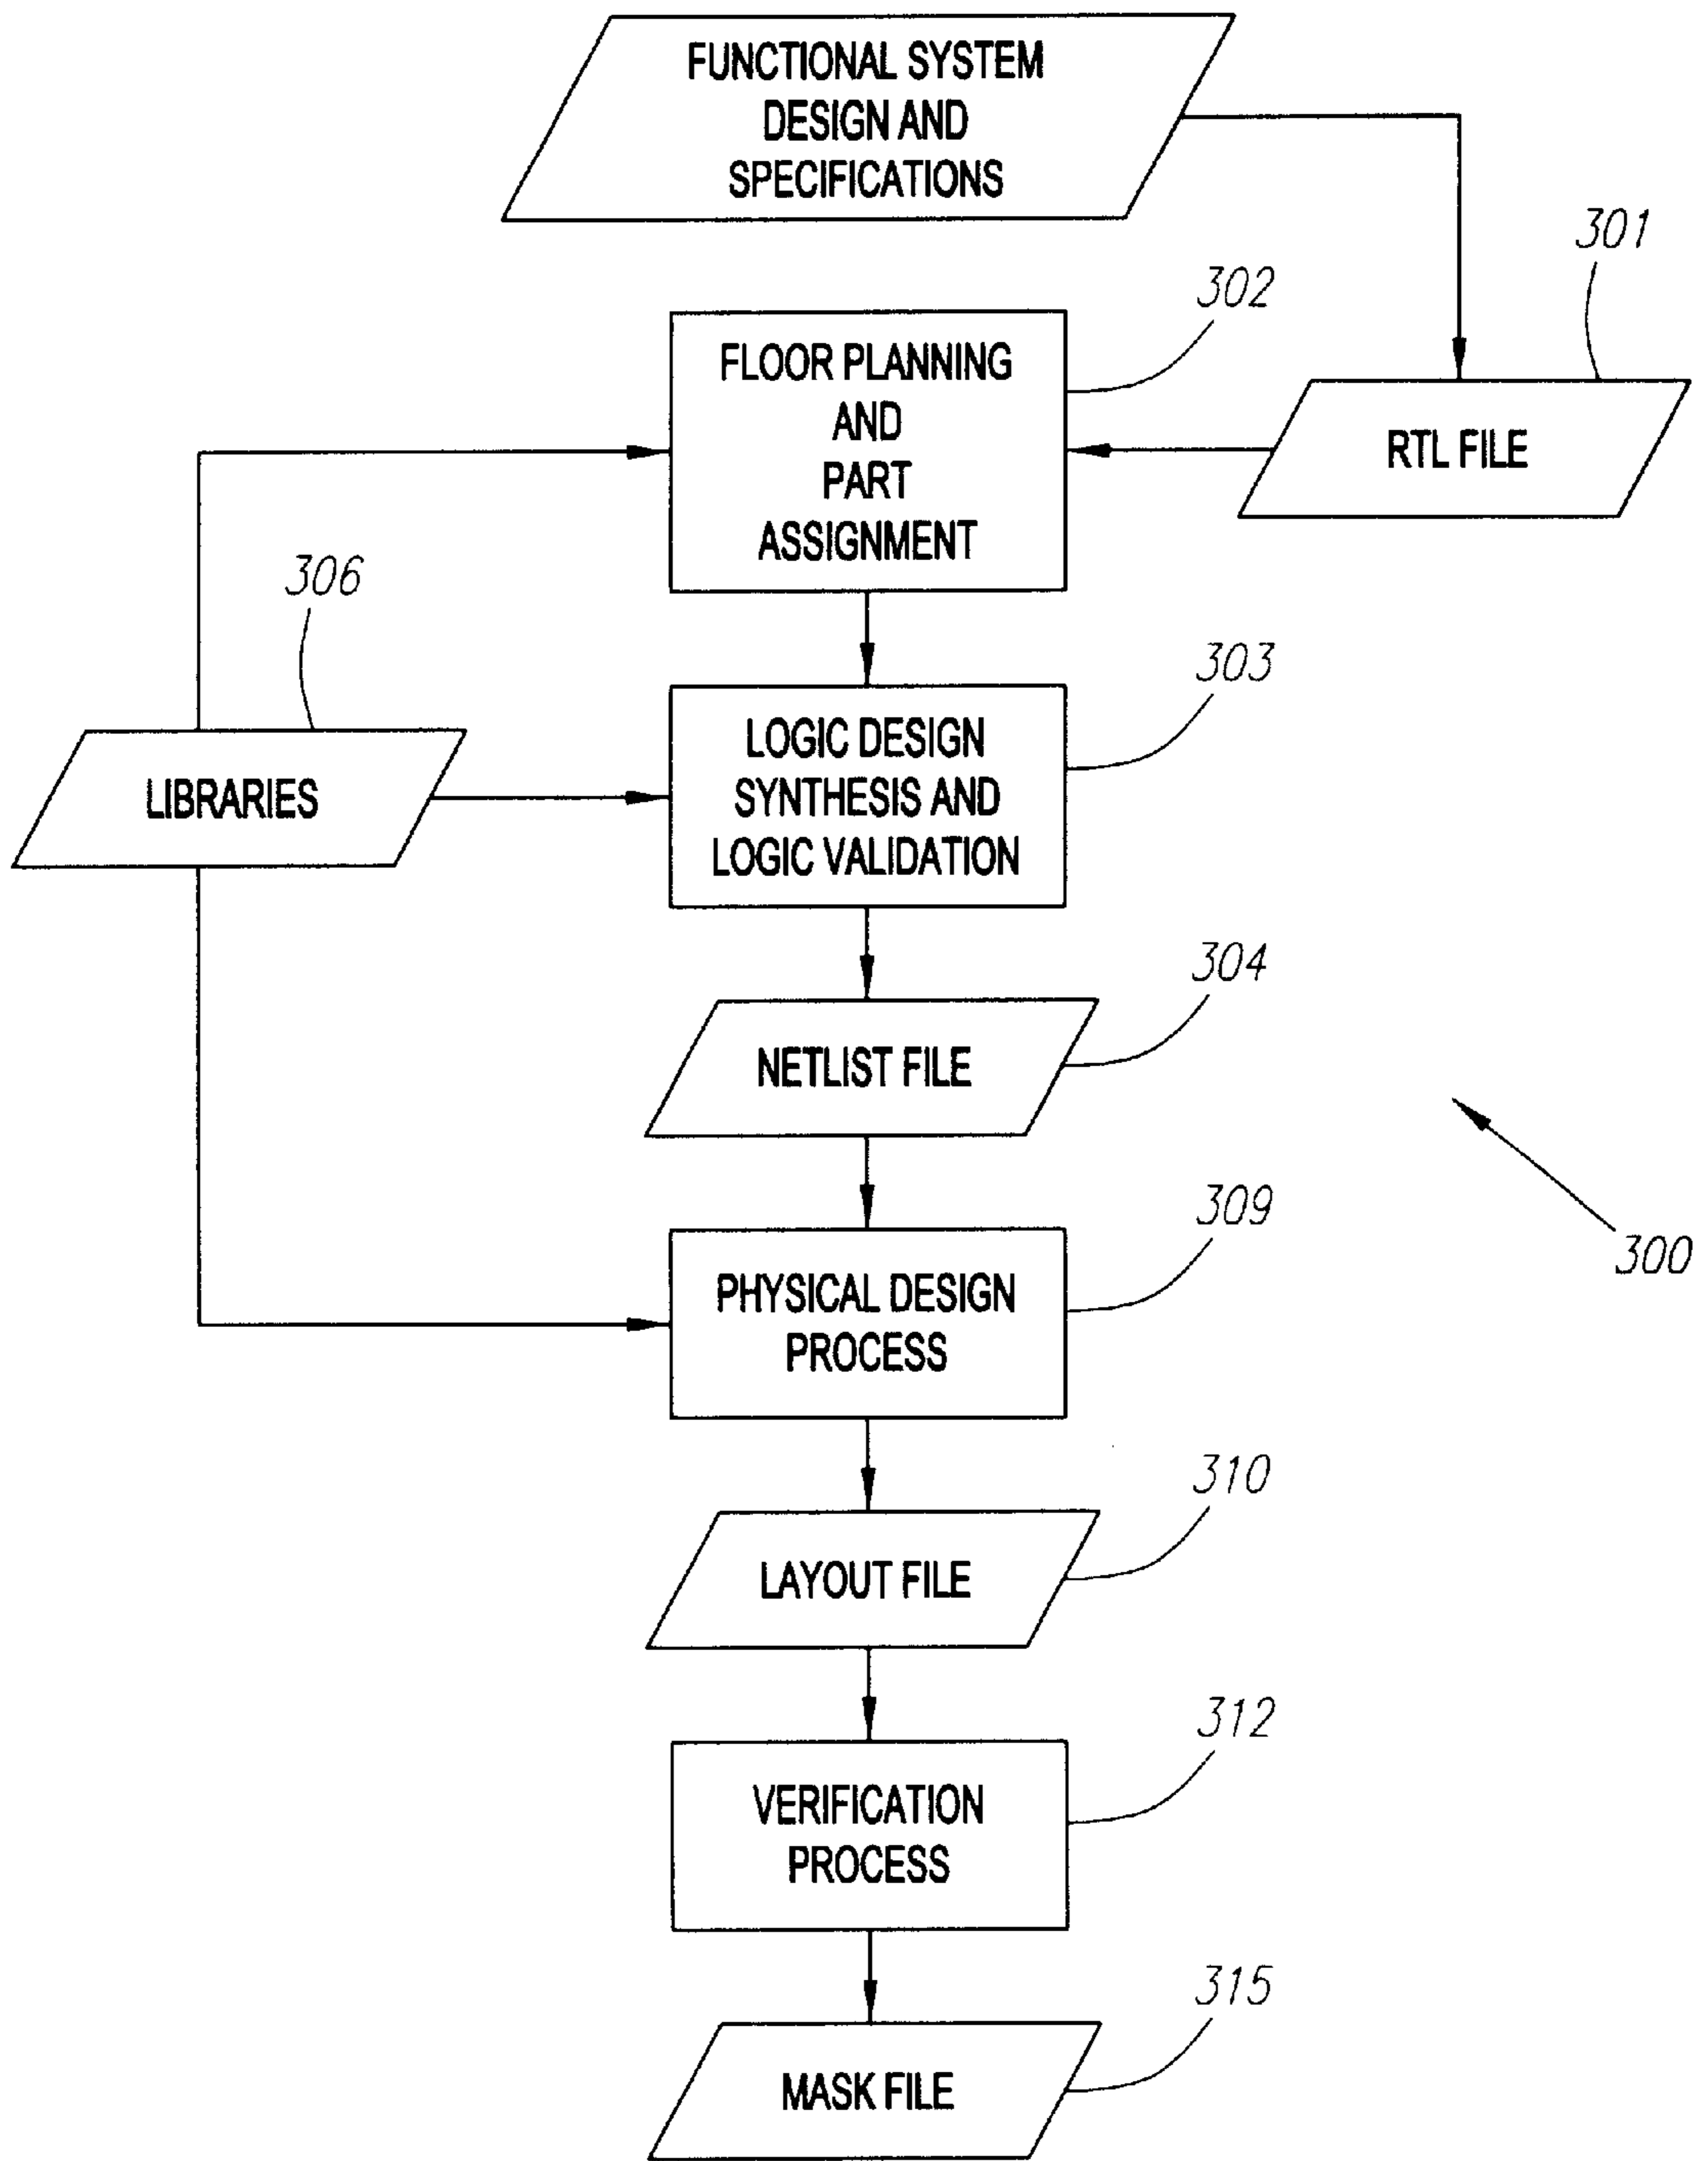 FUNCTIONAL SYSTEM
DESIGN AND
SPECIFICATIONS
301
302
FLOOR PLANNING
AND
PART
ASSIGNMENT
RTL FILE
306
303
LOGIC DESIGN
SYNTHESIS AND
LOGIC VALIDATION
LIBRARIES
304
NETLIST FILE
309
PHYSICAL DESIGN
PROCESS
300
310
LAYOUT FILE
312
VERIFICATION
PROCESS
315
MASK FILE